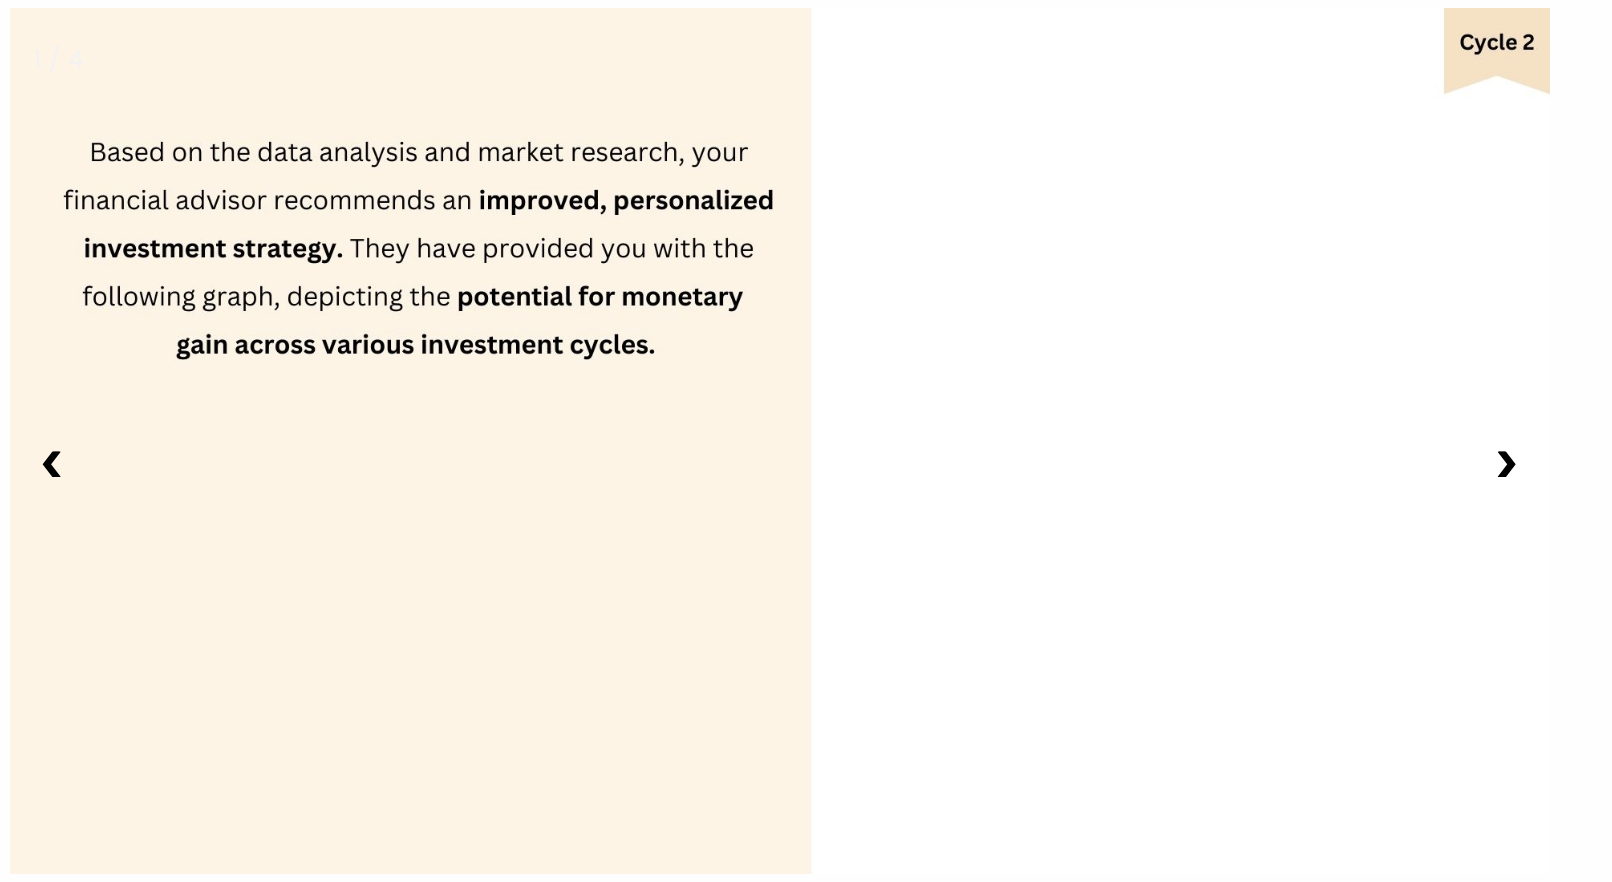 1 / 4
Cycle 2
Based on the data analysis and market research, your
financial advisor recommends an improved, personalized
investment strategy. They have provided you with the
following graph, depicting the potential for monetary
gain across various investment cycles.
‹
›